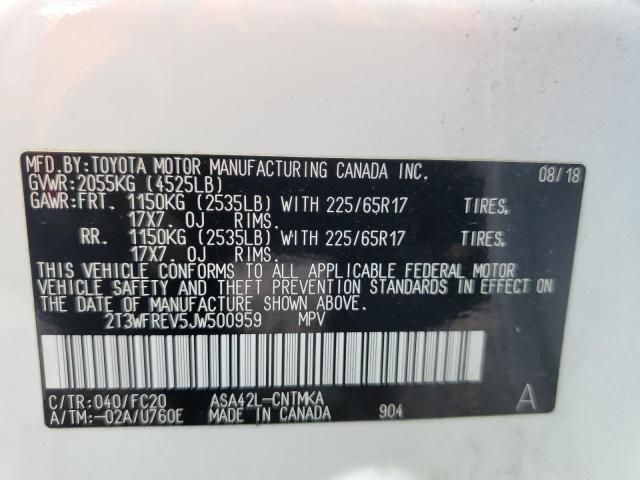 MFD.BY:TOYOTA MOTOR MANUFACTURING CANADA INC. 08/18
GVWR:2055KG (4525LB)
GAWR:FRT. 1150KG (2535LB) WITH 225/65R17 TIRES,
17X7. 0J RIMS.
RR. 1150KG (2535LB) WITH 225/65R17 TIRES,
17X7. 0J RIMS.
THIS VEHICLE CONFORMS TO ALL APPLICABLE FEDERAL MOTOR
VEHICLE SAFETY AND THEFT PREVENTION STANDARDS IN EFFECT ON
THE DATE OF MANUFACTURE SHOWN ABOVE.
2T3WFREV5JW500959 MPV
C/TR:040/FC20 ASA42L-CNTMKA A
A/TM:-02A/U760E MADE IN CANADA 904